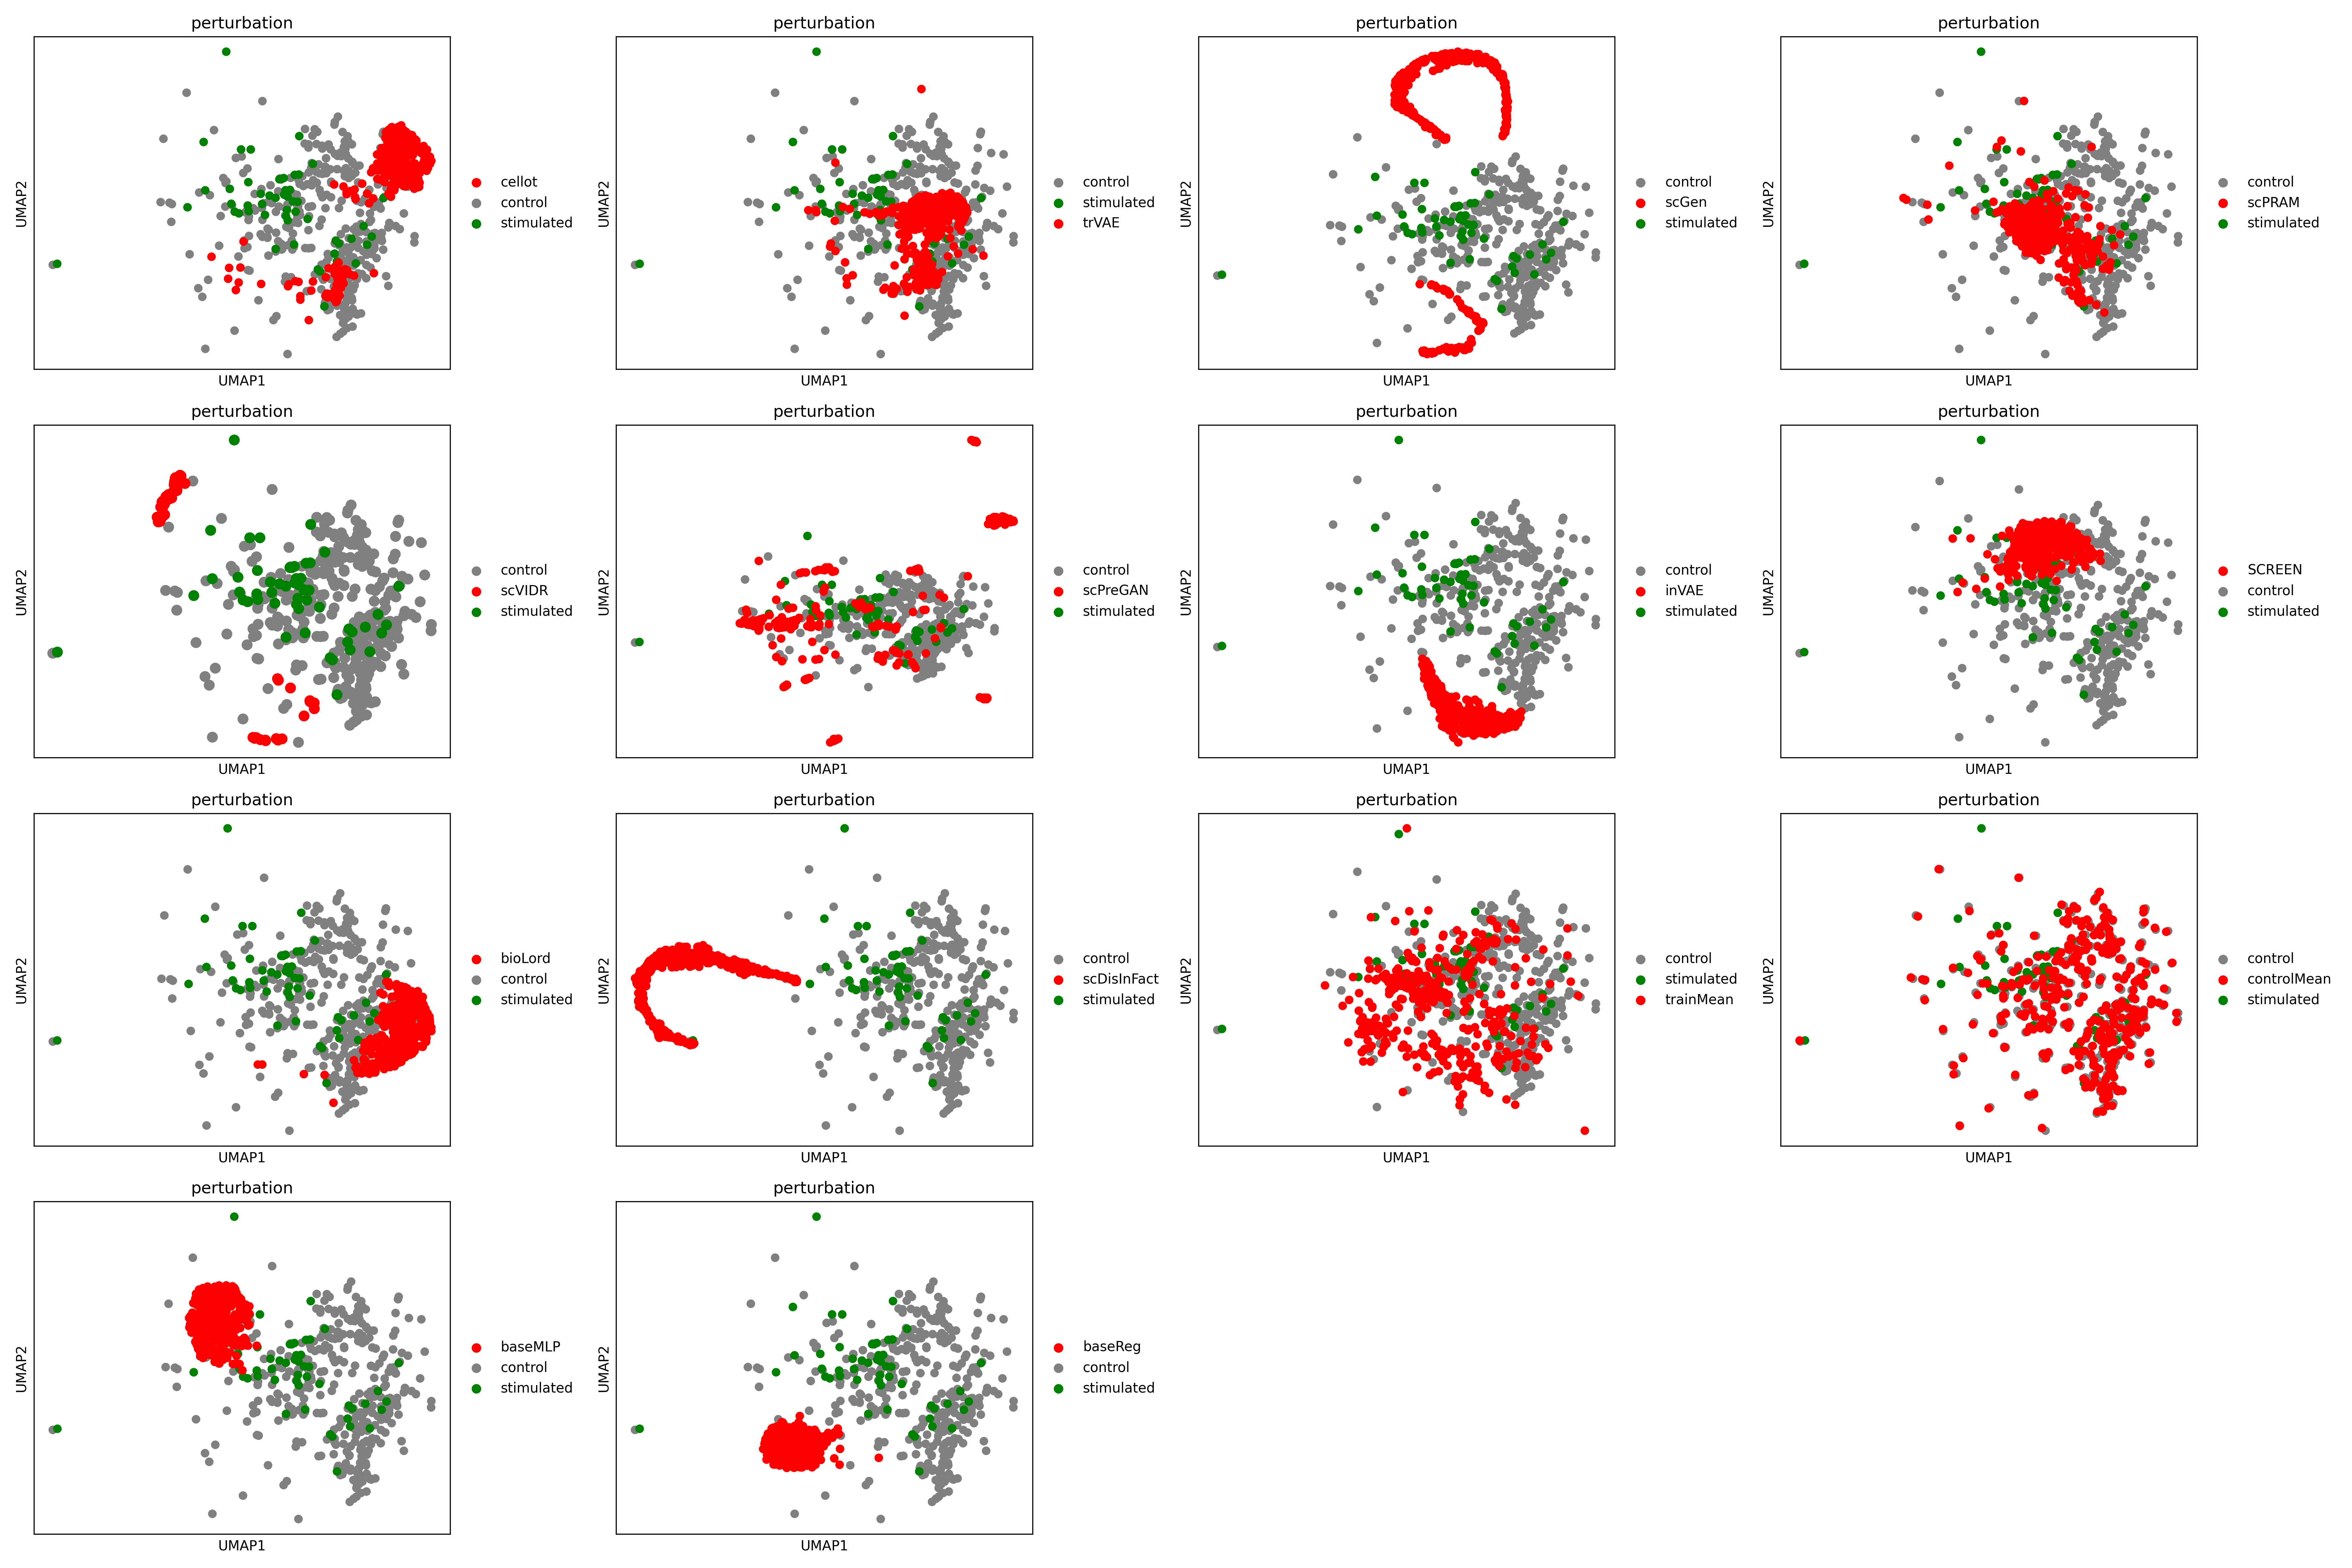 perturbation
UMAP2
UMAP1
cellot
control
stimulated
perturbation
UMAP2
UMAP1
control
stimulated
trVAE
perturbation
UMAP2
UMAP1
control
scGen
stimulated
perturbation
UMAP2
UMAP1
control
scPRAM
stimulated
perturbation
UMAP2
UMAP1
control
scVIDR
stimulated
perturbation
UMAP2
UMAP1
control
scPreGAN
stimulated
perturbation
UMAP2
UMAP1
control
inVAE
stimulated
perturbation
UMAP2
UMAP1
SCREEN
control
stimulated
perturbation
UMAP2
UMAP1
bioLord
control
stimulated
perturbation
UMAP2
UMAP1
control
scDisInFact
stimulated
perturbation
UMAP2
UMAP1
control
stimulated
trainMean
perturbation
UMAP2
UMAP1
control
controlMean
stimulated
perturbation
UMAP2
UMAP1
baseMLP
control
stimulated
perturbation
UMAP2
UMAP1
baseReg
control
stimulated